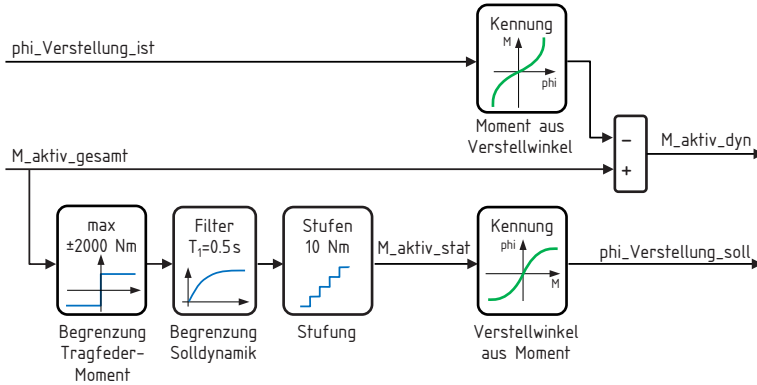 Kennung
M
phi
phi_Verstellung_ist
Moment aus
Verstellwinkel
M_aktiv_gesamt
−
+
M_aktiv_dyn
max
±2000 Nm
Begrenzung
Tragfeder-
Moment
Filter
T1=0.5s
Begrenzung
Solldynamik
Stufen
10 Nm
Stufung
M_aktiv_stat
Kennung
phi
M
Verstellwinkel
aus Moment
phi_Verstellung_soll